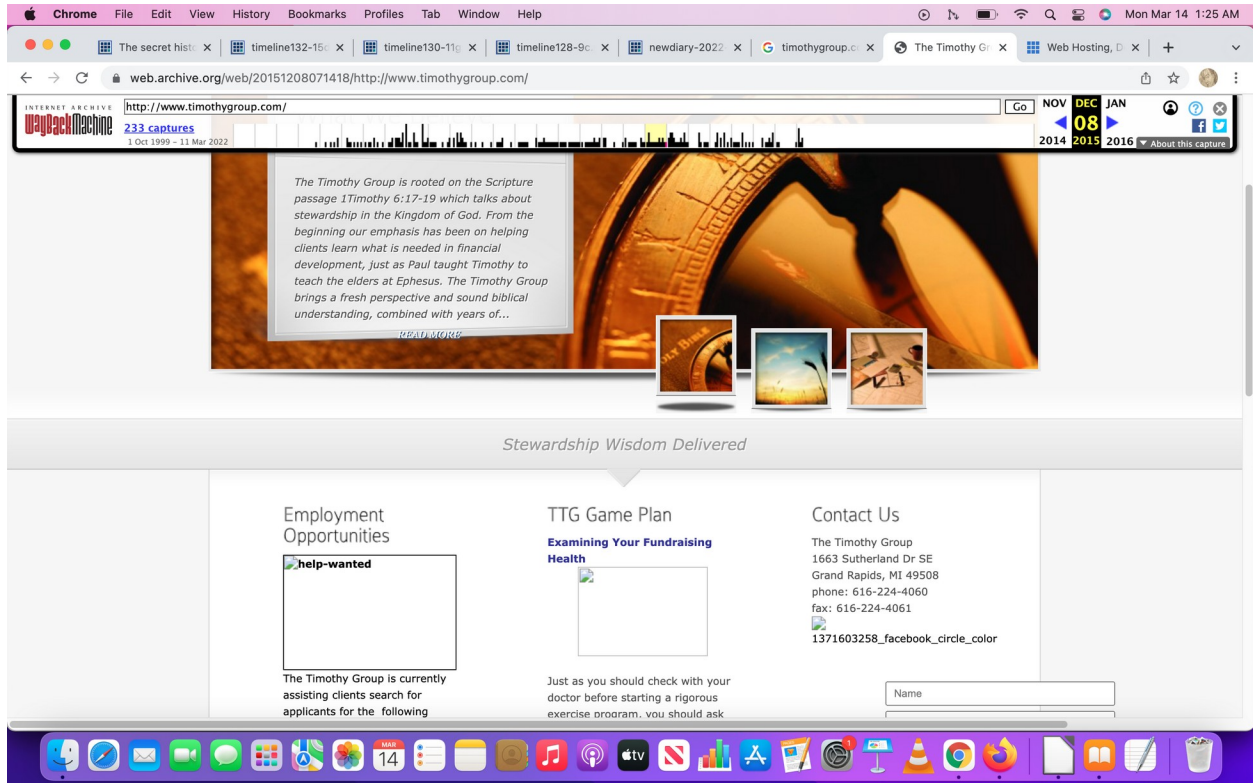 Chrome File Edit View History Bookmarks Profiles Tab Window Help Mon Mar 14 1:25 AM
The secret histo timeline132-15c timeline130-11g timeline128-9c. newdiary-2022- timothygroup.co The Timothy Gr Web Hosting, D
web.archive.org/web/20151208071418/http://www.timothygroup.com/
INTERNET ARCHIVE
WayBackMachine
http://www.timothygroup.com/ Go
233 captures
1 Oct 1999 – 11 Mar 2022
NOV DEC JAN
08
2014 2015 2016
About this capture
The Timothy Group is rooted on the Scripture
passage 1Timothy 6:17-19 which talks about
stewardship in the Kingdom of God. From the
beginning our emphasis has been on helping
clients learn what is needed in financial
development, just as Paul taught Timothy to
teach the elders at Ephesus. The Timothy Group
brings a fresh perspective and sound biblical
understanding, combined with years of...
READ MORE
HOLY BIBLE
Stewardship Wisdom Delivered
Employment
Opportunities
help-wanted
The Timothy Group is currently
assisting clients search for
applicants for the following
TTG Game Plan
Examining Your Fundraising
Health
Just as you should check with your
doctor before starting a rigorous
exercise program, you should ask
Contact Us
The Timothy Group
1663 Sutherland Dr SE
Grand Rapids, MI 49508
phone: 616-224-4060
fax: 616-224-4061
1371603258_facebook_circle_color
Name
MAR
14
tv
1